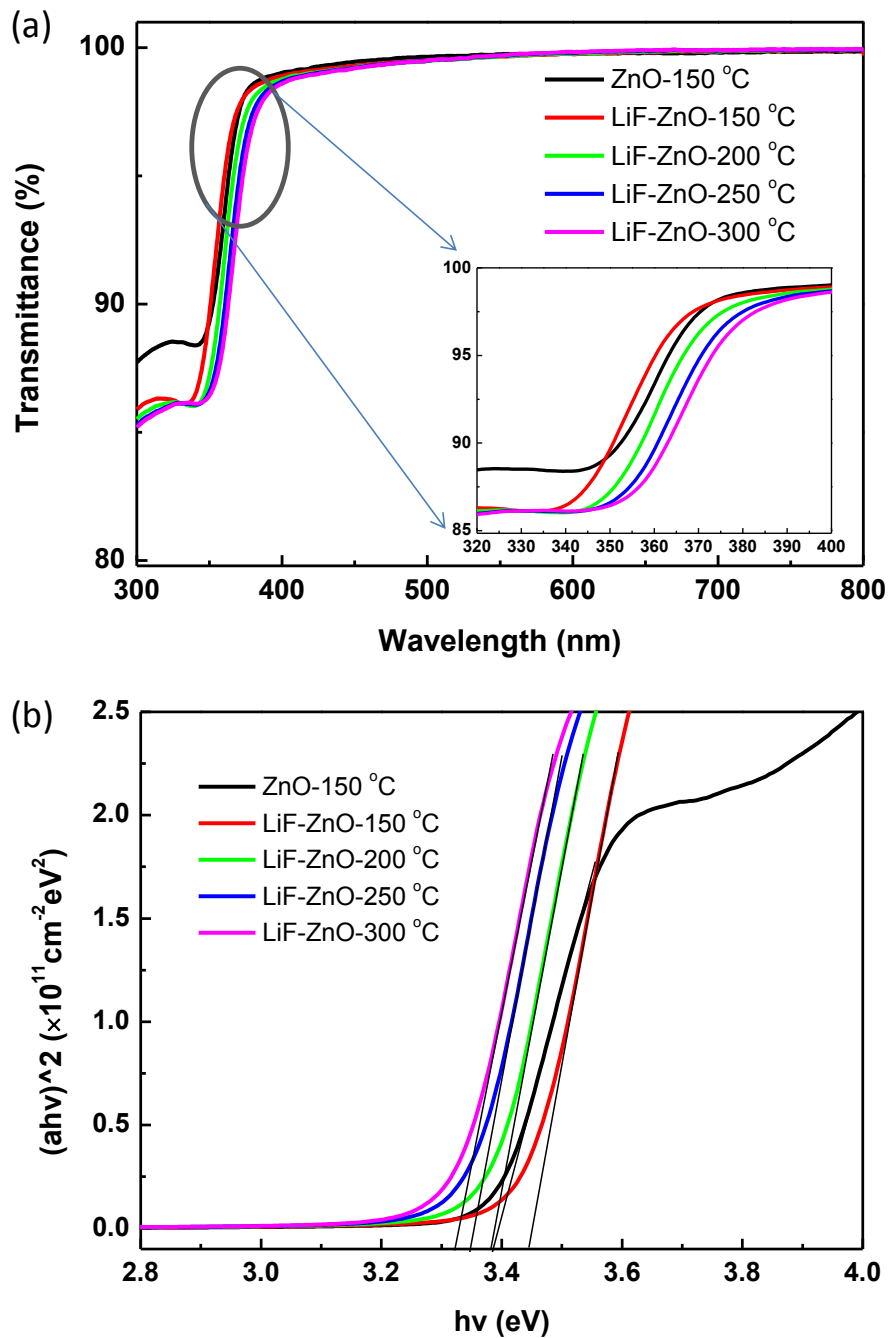 (a)
100
90
80
Transmittance (%)
ZnO-150 °C
LiF-ZnO-150 °C
LiF-ZnO-200 °C
LiF-ZnO-250 °C
LiF-ZnO-300 °C
100
95
90
85
320 330 340 350 360 370 380 390 400
300 400 500 600 700 800
Wavelength (nm)
(b)
2.5
2.0
1.5
1.0
0.5
0.0
(ahν)^2 (×10¹¹cm⁻²eV²)
ZnO-150 °C
LiF-ZnO-150 °C
LiF-ZnO-200 °C
LiF-ZnO-250 °C
LiF-ZnO-300 °C
2.8 3.0 3.2 3.4 3.6 3.8 4.0
hν (eV)